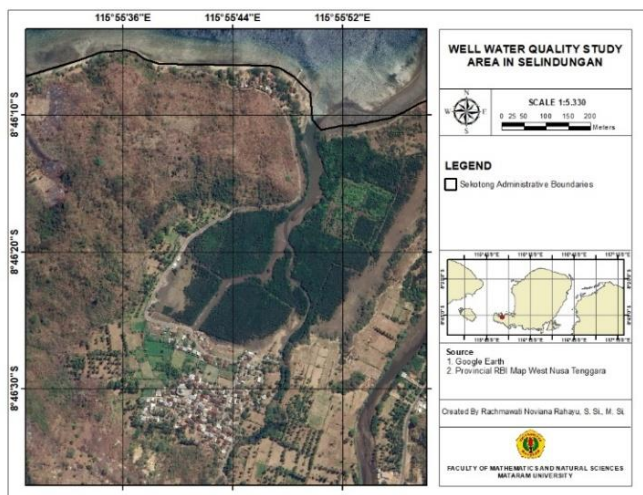 115°55'36"E 115°55'44"E 115°55'52"E
8°46'10"S
8°46'20"S
8°46'30"S
WELL WATER QUALITY STUDY
AREA IN SELINDUNGAN
N
W E
S
SCALE 1:5.330
0 25 50 100 150 200
Meters
LEGEND
Sekotong Administrative Boundaries
Source
1. Google Earth
2. Provincial RBI Map West Nusa Tenggara
Created By Rachmawati Noviana Rahayu, S. Si., M. Si,
FACULTY OF MATHEMATICS AND NATURAL SCIENCES
MATARAM UNIVERSITY